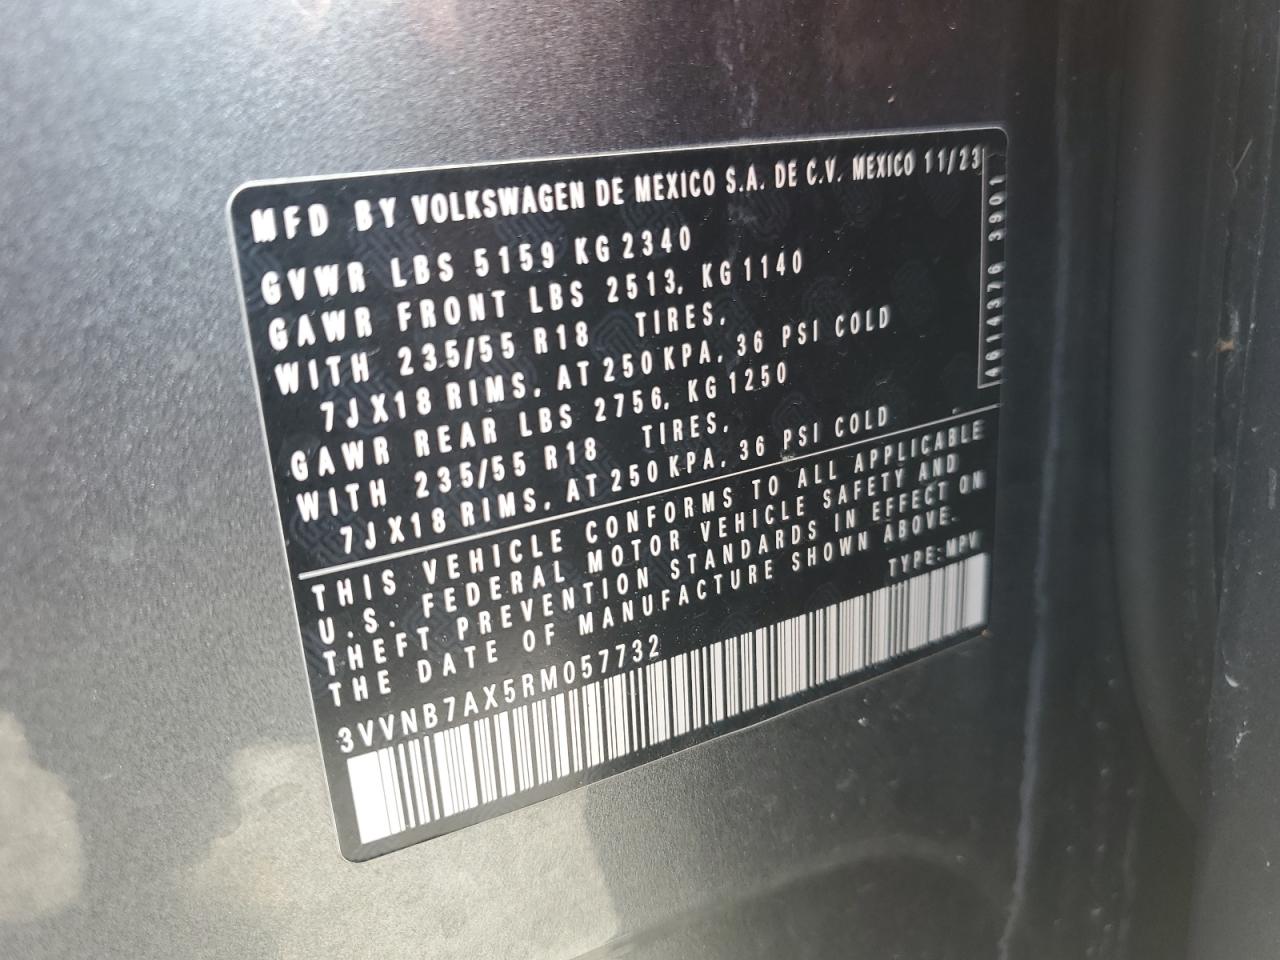 MFD BY VOLKSWAGEN DE MEXICO S.A. DE C.V. MEXICO 11/23
GVWR LBS 5159 KG 2340
GAWR FRONT LBS 2513, KG 1140
WITH 235/55 R18 TIRES,
7JX18 RIMS, AT 250 KPA, 36 PSI COLD
GAWR REAR LBS 2756, KG 1250
WITH 235/55 R18 TIRES,
7JX18 RIMS, AT 250 KPA, 36 PSI COLD
4614376 3901
THIS VEHICLE CONFORMS TO ALL APPLICABLE
U.S. FEDERAL MOTOR VEHICLE SAFETY AND
THEFT PREVENTION STANDARDS IN EFFECT ON
THE DATE OF MANUFACTURE SHOWN ABOVE.
TYPE: MPV
3VVNB7AX5RM057732